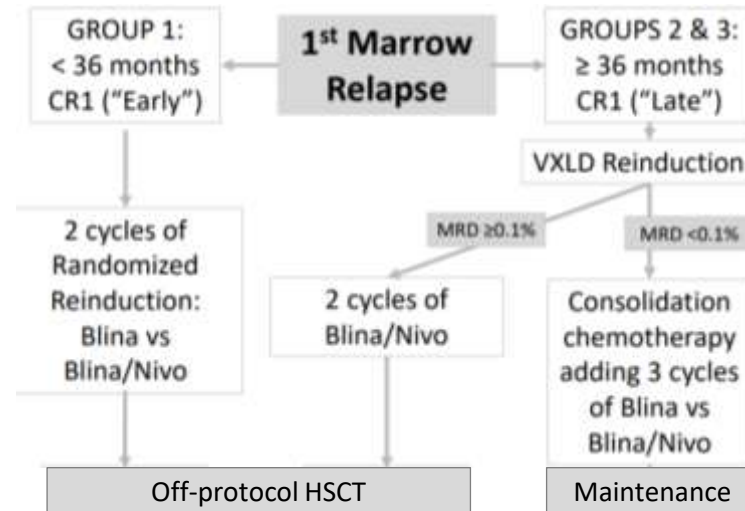 1st Marrow
Relapse
GROUP 1:
< 36 months
CR1 (“Early”)
GROUPS 2 & 3:
≥ 36 months
CR1 (“Late”)
VXLD Reinduction
MRD ≥0.1%
MRD <0.1%
2 cycles of
Randomized
Reinduction:
Blina vs
Blina/Nivo
2 cycles of
Blina/Nivo
Consolidation
chemotherapy
adding 3 cycles
of Blina vs
Blina/Nivo
Off-protocol HSCT
Maintenance